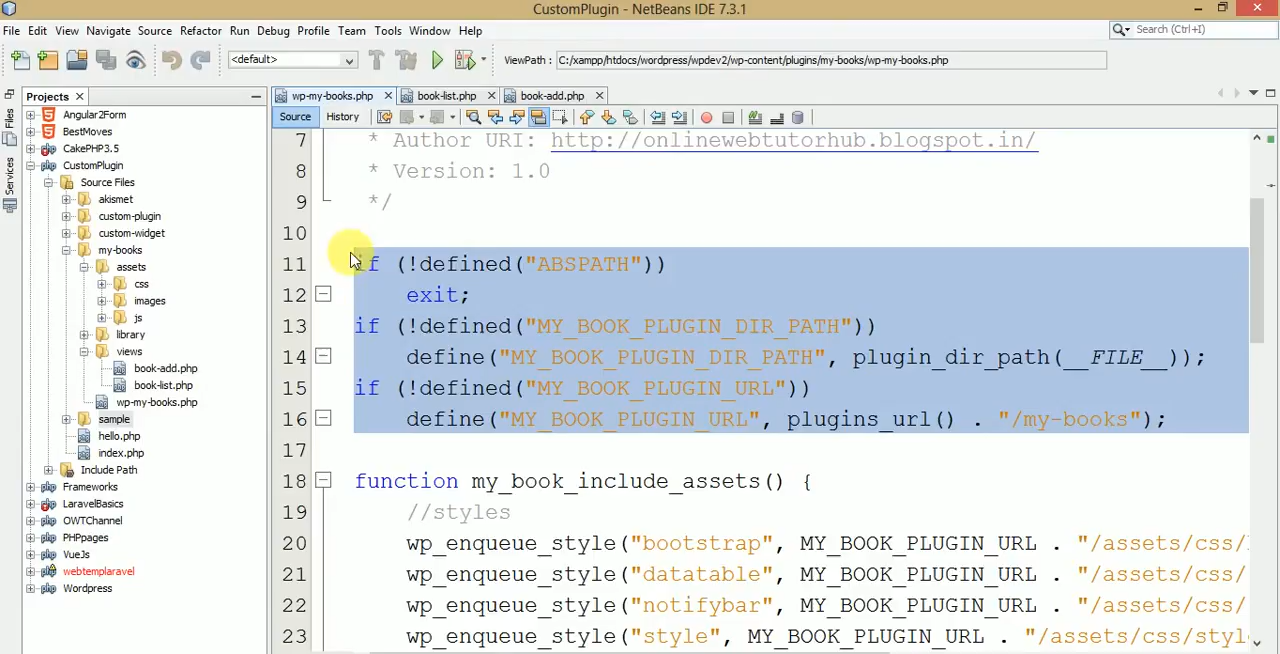 CustomPlugin - NetBeans IDE 7.3.1
File Edit View Navigate Source Refactor Run Debug Profile Team Tools Window Help
Search (Ctrl+I)
<default>
ViewPath : C:/xampp/htdocs/wordpress/wpdev2/wp-content/plugins/my-books/wp-my-books.php
Files
Services
Projects
Angular2Form
BestMoves
CakePHP3.5
CustomPlugin
Source Files
akismet
custom-plugin
custom-widget
my-books
assets
css
images
js
library
views
book-add.php
book-list.php
wp-my-books.php
sample
hello.php
index.php
Include Path
Frameworks
LaravelBasics
OWTChannel
PHPpages
VueJs
webtemplaravel
Wordpress
wp-my-books.php book-list.php book-add.php
Source History
7 * Author URI: http://onlinewebtutorhub.blogspot.in/
8 * Version: 1.0
9 */
10
11 if (!defined("ABSPATH"))
12 exit;
13 if (!defined("MY_BOOK_PLUGIN_DIR_PATH"))
14 define("MY_BOOK_PLUGIN_DIR_PATH", plugin_dir_path(__FILE__));
15 if (!defined("MY_BOOK_PLUGIN_URL"))
16 define("MY_BOOK_PLUGIN_URL", plugins_url() . "/my-books");
17
18 function my_book_include_assets() {
19 //styles
20 wp_enqueue_style("bootstrap", MY_BOOK_PLUGIN_URL . "/assets/css/
21 wp_enqueue_style("datatable", MY_BOOK_PLUGIN_URL . "/assets/css/
22 wp_enqueue_style("notifybar", MY_BOOK_PLUGIN_URL . "/assets/css/
23 wp_enqueue_style("style", MY_BOOK_PLUGIN_URL . "/assets/css/styl